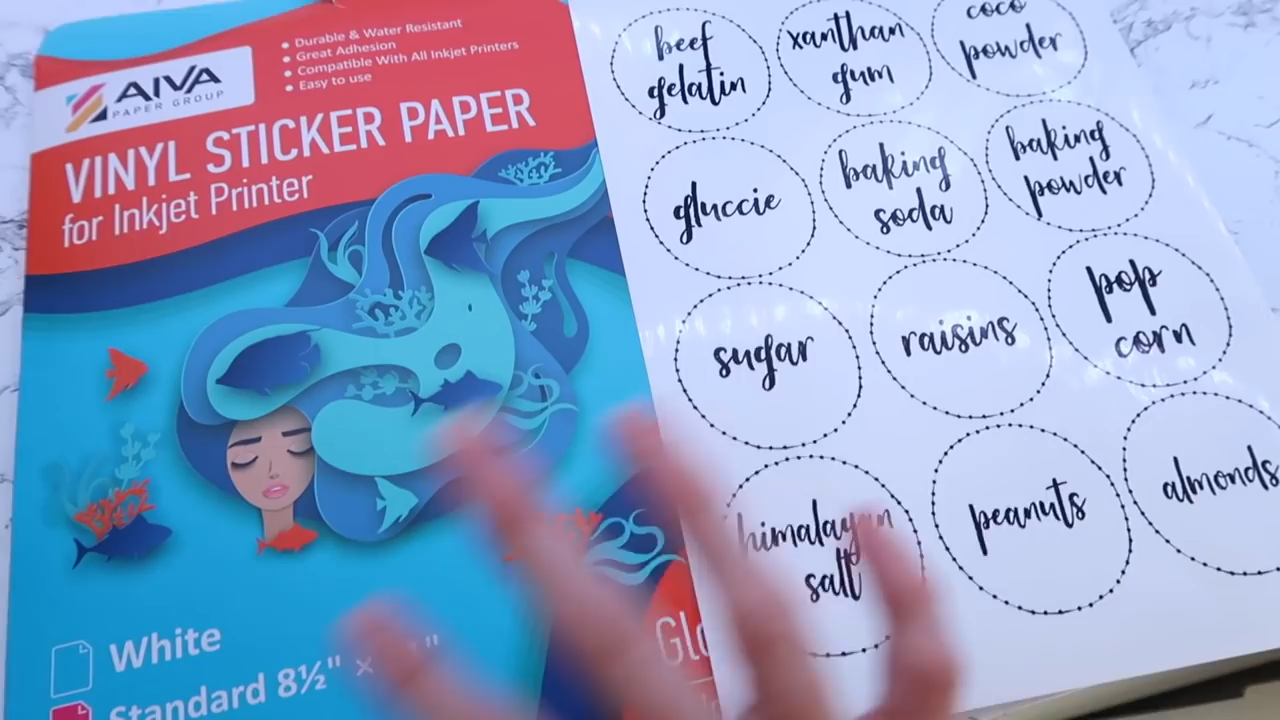 Durable & Water Resistant
Great Adhesion
Compatible With All Inkjet Printers
Easy to use
AIVA
PAPER GROUP
VINYL STICKER PAPER
for Inkjet Printer
White
Standard 8½" ×
Glo
beef
gelatin
xanthan
gum
coco
powder
gluccie
baking
soda
baking
powder
sugar
raisins
pop
corn
himalayan
salt
peanuts
almonds